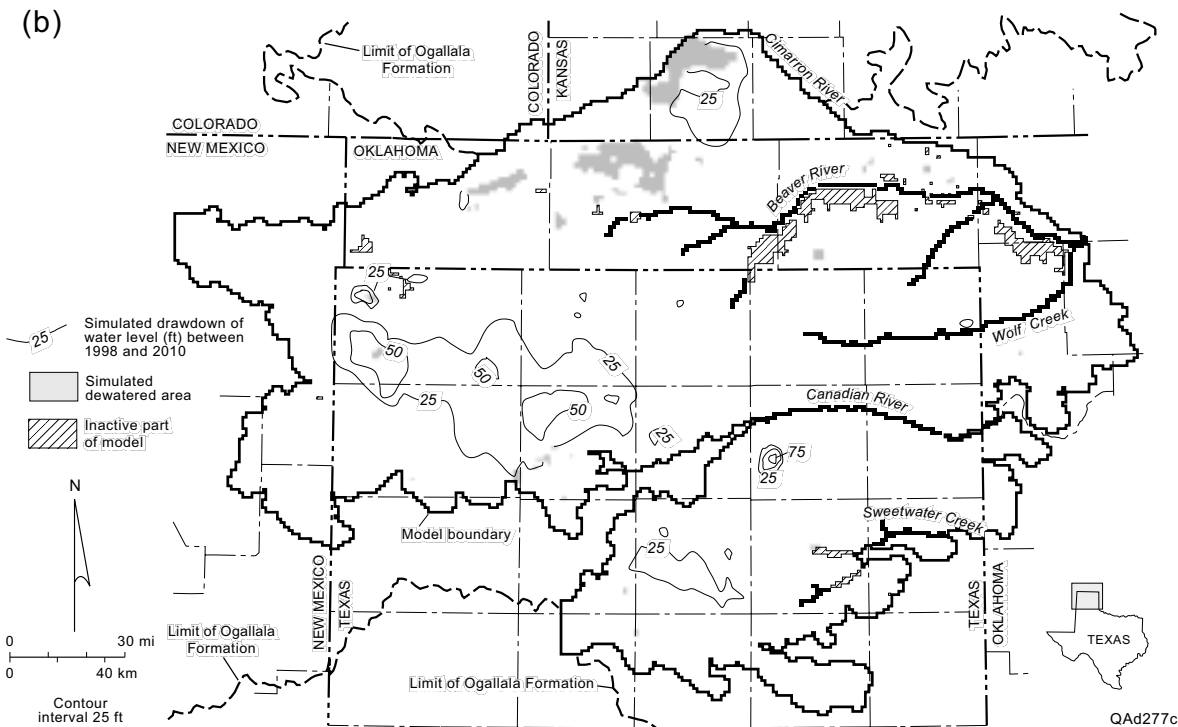 (b)
Limit of Ogallala
Formation
COLORADO
KANSAS
Cimarron River
25
COLORADO
NEW MEXICO
OKLAHOMA
Beaver River
25
25
Simulated drawdown of
water level (ft) between
1998 and 2010
50
50
25
25
50
Wolf Creek
Simulated
dewatered area
Canadian River
Inactive part
of model
25
75
25
N
Model boundary
Sweetwater Creek
25
NEW MEXICO
TEXAS
TEXAS
OKLAHOMA
0 30 mi
0 40 km
Limit of Ogallala
Formation
TEXAS
Limit of Ogallala Formation
Contour
interval 25 ft
QAd277c